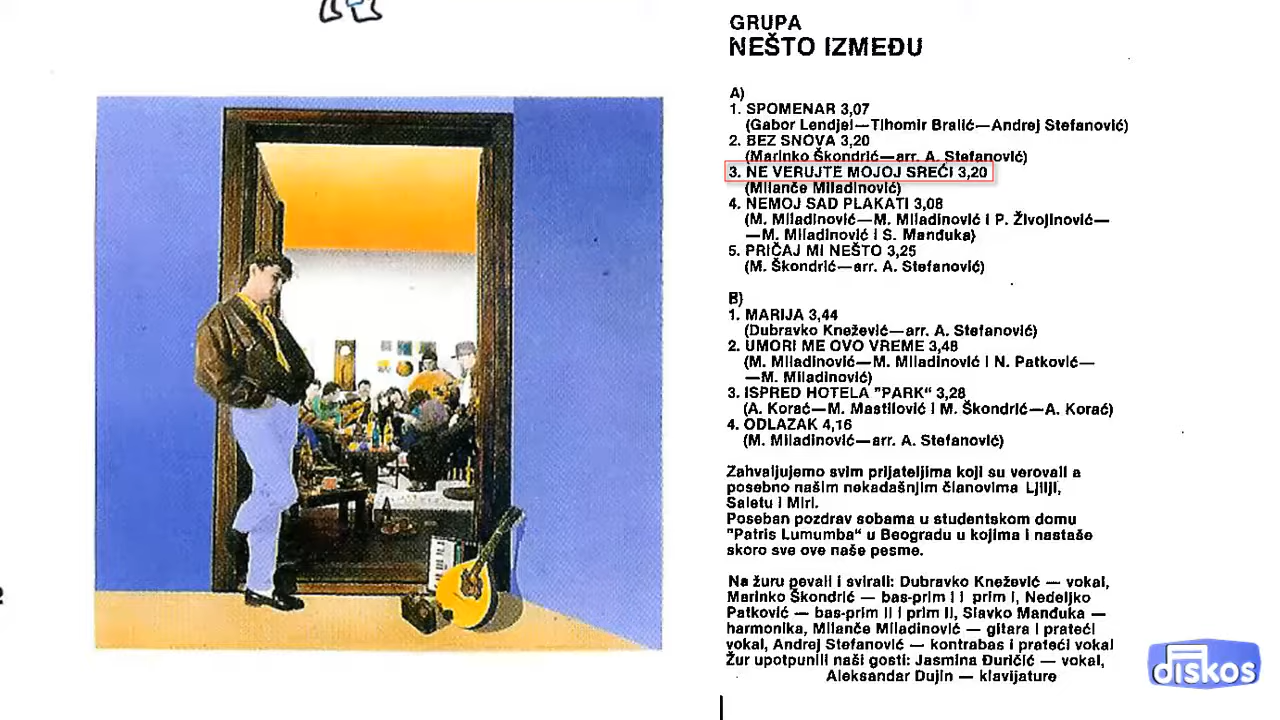 GRUPA
NEŠTO IZMEĐU
A)
1. SPOMENAR 3,07
(Gabor Lendjel—Tihomir Bralić—Andrej Stefanović)
2. BEZ SNOVA 3,20
(Marinko Škondrić—arr. A. Stefanović)
3. NE VERUJTE MOJOJ SREĆI 3,20
(Milanče Miladinović)
4. NEMOJ SAD PLAKATI 3,08
(M. Miladinović—M. Miladinović i P. Živojinović—
—M. Miladinović i S. Manđuka)
5. PRIČAJ MI NEŠTO 3,25
(M. Škondrić—arr. A. Stefanović)
B)
1. MARIJA 3,44
(Dubravko Knežević—arr. A. Stefanović)
2. UMORI ME OVO VREME 3,48
(M. Miladinović—M. Miladinović i N. Patković—
—M. Miladinović)
3. ISPRED HOTELA "PARK“ 3,28
(A. Korać—M. Mastilović i M. Škondrić—A. Korać)
4. ODLAZAK 4,16
(M. Miladinović—arr. A. Stefanović)
Zahvaljujemo svim prijateljima koji su verovali a
posebno našim nekadašnjim članovima Ljilji,
Saletu i Miri.
Poseban pozdrav sobama u studentskom domu
"Patris Lumumba“ u Beogradu u kojima i nastaše
skoro sve ove naše pesme.
Na žuru pevali i svirali: Dubravko Knežević — vokal,
Marinko Škondrić — bas-prim II i prim I, Nedeljko
Patković — bas-prim II i prim II, Slavko Manđuka —
harmonika, Milanče Miladinović — gitara i prateći
vokal, Andrej Stefanović — kontrabas i prateći vokal
Žur upotpunili naši gosti: Jasmina Đuričić — vokal,
Aleksandar Dujin — klavijature
diskos
2